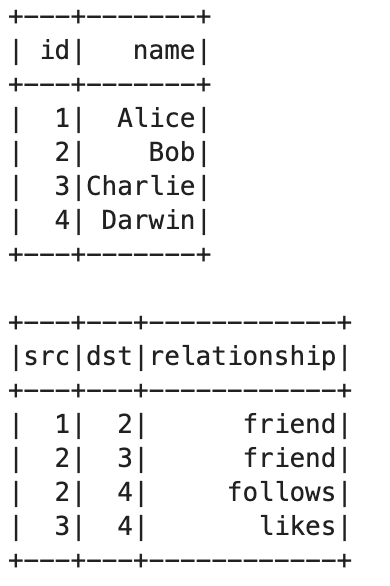 +---+-------+
| id|   name|
+---+-------+
|  1|  Alice|
|  2|    Bob|
|  3|Charlie|
|  4| Darwin|
+---+-------+

+---+---+------------+
|src|dst|relationship|
+---+---+------------+
|  1|  2|      friend|
|  2|  3|      friend|
|  2|  4|     follows|
|  3|  4|       likes|
+---+---+------------+